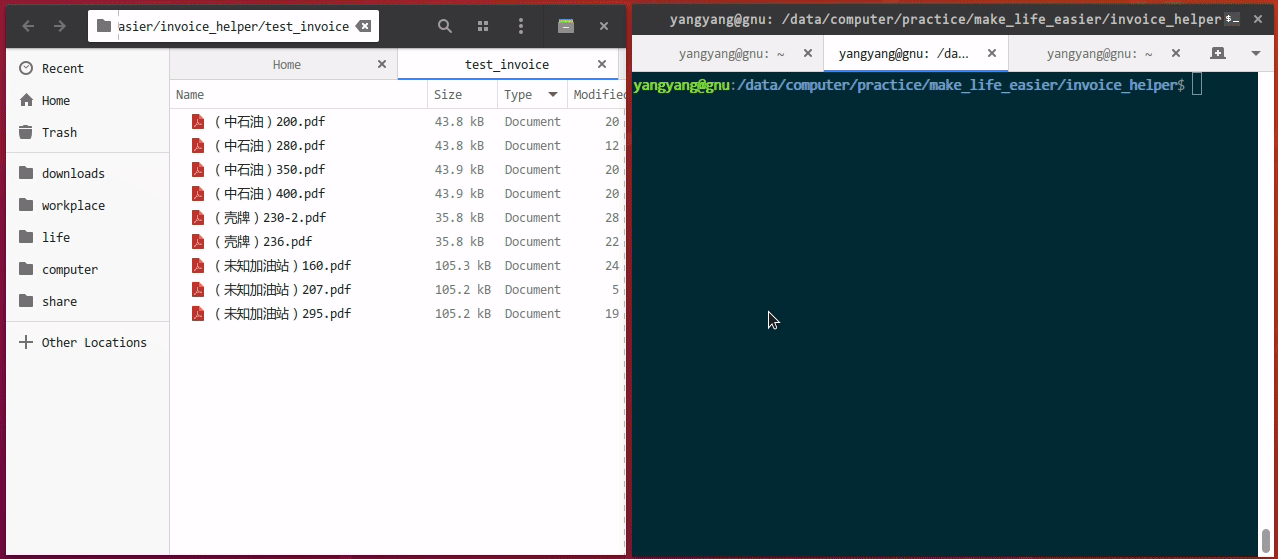 asier/invoice_helper/test_invoice
Recent
Home
Trash
downloads
workplace
life
computer
share
Other Locations
Home
test_invoice
Name Size Type Modified
（中石油）200.pdf 43.8 kB Document 20
（中石油）280.pdf 43.8 kB Document 12
（中石油）350.pdf 43.9 kB Document 20
（中石油）400.pdf 43.9 kB Document 20
（壳牌）230-2.pdf 35.8 kB Document 28
（壳牌）236.pdf 35.8 kB Document 22
（未知加油站）160.pdf 105.3 kB Document 24
（未知加油站）207.pdf 105.2 kB Document 5
（未知加油站）295.pdf 105.2 kB Document 19
yangyang@gnu: /data/computer/practice/make_life_easier/invoice_helper
yangyang@gnu: ~
yangyang@gnu: /da...
yangyang@gnu: ~
yangyang@gnu:/data/computer/practice/make_life_easier/invoice_helper$